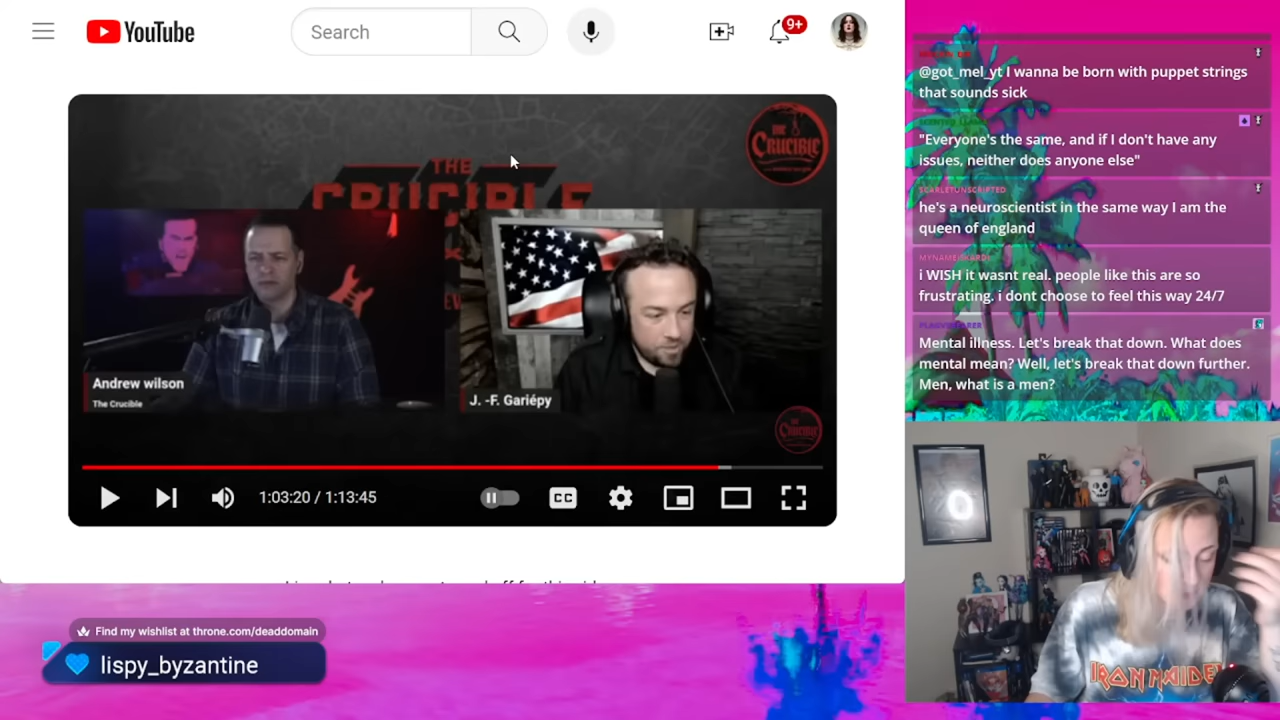 YouTube
Search
9+
THE
CRUCIBLE
THE
CRUCIBLE
Andrew wilson
The Crucible
J. -F. Gariépy
1:03:20 / 1:13:45
CC
Find my wishlist at throne.com/deaddomain
lispy_byzantine
@got_mel_yt I wanna be born with puppet strings
that sounds sick
"Everyone's the same, and if I don't have any
issues, neither does anyone else"
SCARLETUNSCRIPTED
he's a neuroscientist in the same way I am the
queen of england
i WISH it wasnt real. people like this are so
frustrating. i dont choose to feel this way 24/7
Mental illness. Let's break that down. What does
mental mean? Well, let's break that down further.
Men, what is a men?
IRON MAIDEN